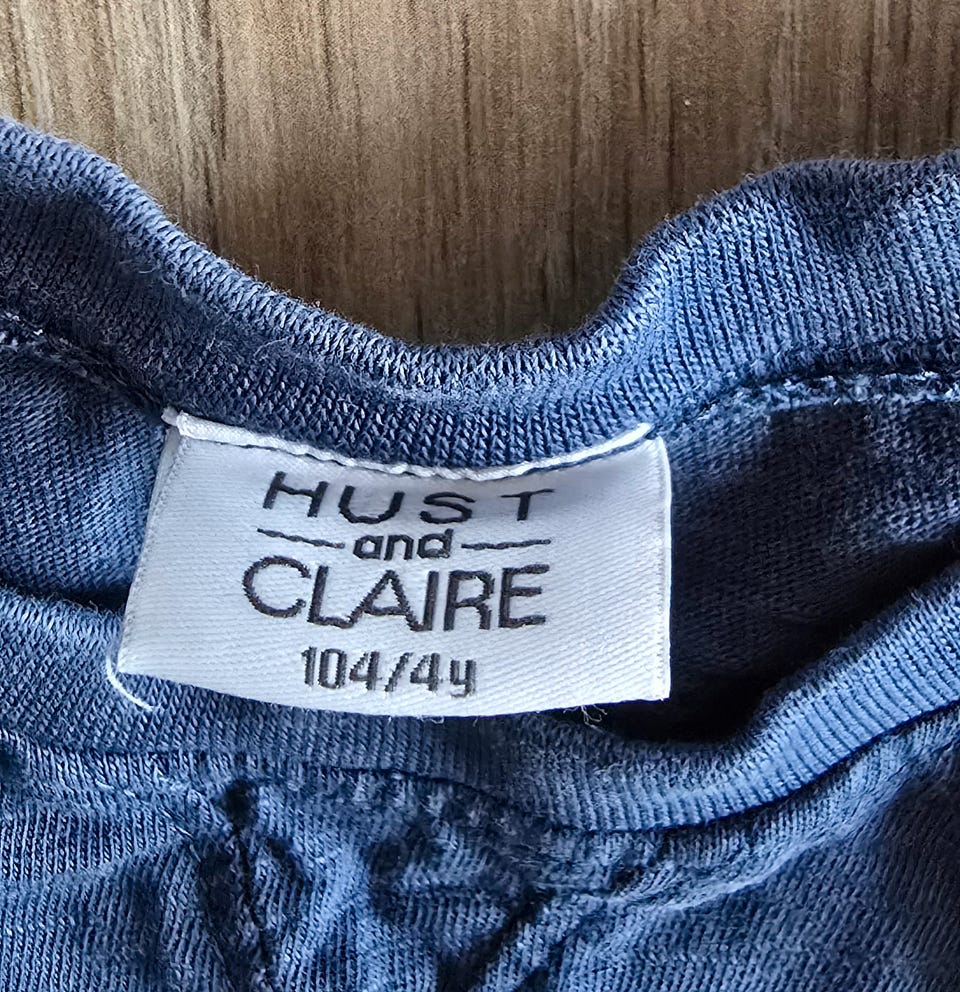 HUST
and
CLAIRE
104/4y